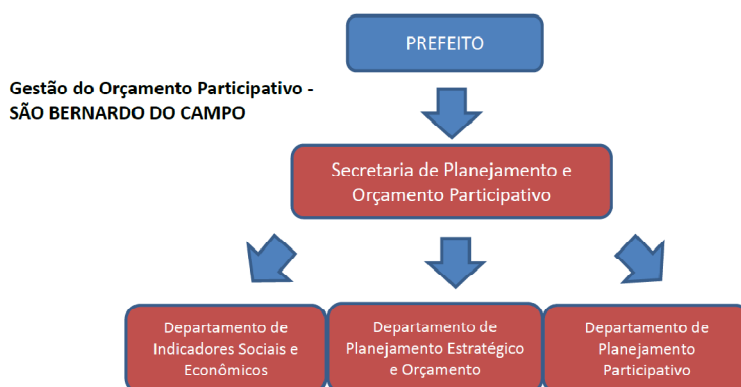 PREFEITO
Gestão do Orçamento Participativo -
SÃO BERNARDO DO CAMPO
Secretaria de Planejamento e
Orçamento Participativo
Departamento de
Indicadores Sociais e
Econômicos
Departamento de
Planejamento Estratégico
e Orçamento
Departamento de
Planejamento
Participativo